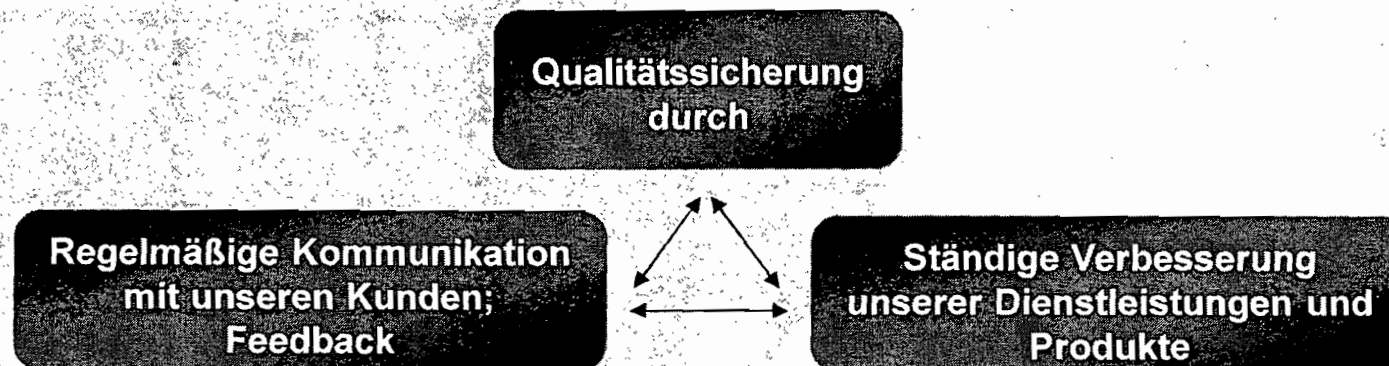 Qualitätssicherung
durch
Regelmäßige Kommunikation
mit unseren Kunden;
Feedback
Ständige Verbesserung
unserer Dienstleistungen und
Produkte